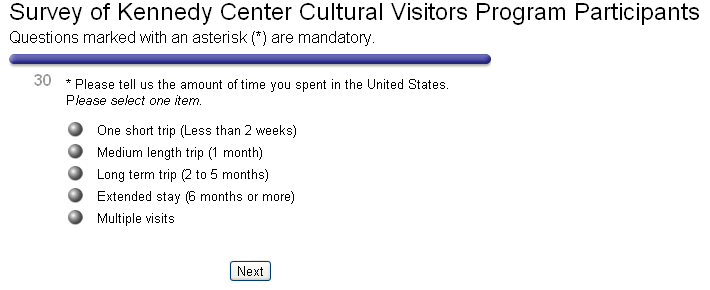 Survey of Kennedy Center Cultural Visitors Program Participants
Questions marked with an asterisk (*) are mandatory.
30 * Please tell us the amount of time you spent in the United States.
Please select one item.
One short trip (Less than 2 weeks)
Medium length trip (1 month)
Long term trip (2 to 5 months)
Extended stay (6 months or more)
Multiple visits
Next